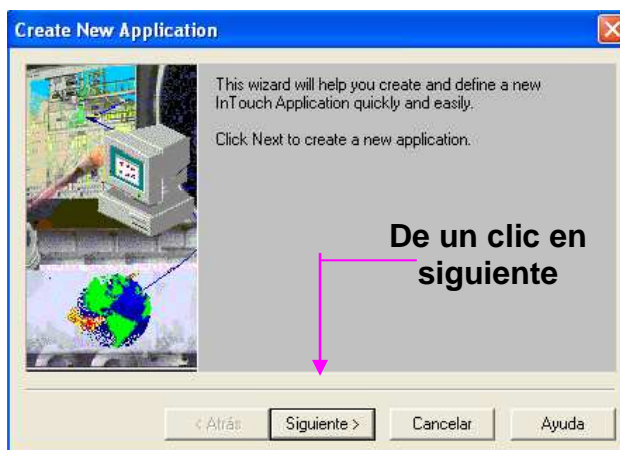 Create New Application
This wizard will help you create and define a new
InTouch Application quickly and easily.
Click Next to create a new application.
De un clic en
siguiente
< Atrás
Siguiente >
Cancelar
Ayuda